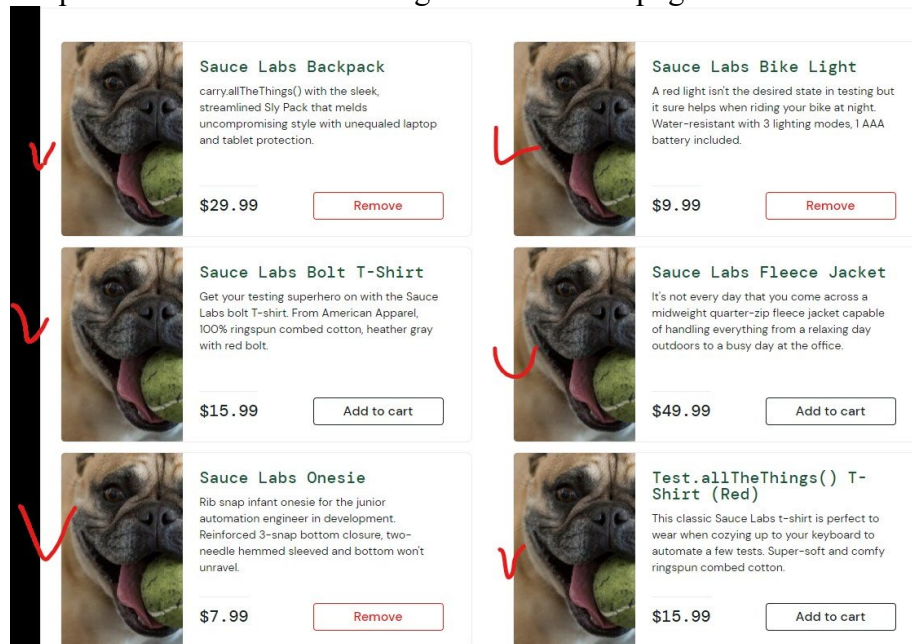 Sauce Labs Backpack
carry.allTheThings() with the sleek,
streamlined Sly Pack that melds
uncompromising style with unequaled laptop
and tablet protection.
$29.99
Remove
Sauce Labs Bike Light
A red light isn't the desired state in testing but
it sure helps when riding your bike at night.
Water-resistant with 3 lighting modes, 1 AAA
battery included.
$9.99
Remove
Sauce Labs Bolt T-Shirt
Get your testing superhero on with the Sauce
Labs bolt T-shirt. From American Apparel,
100% ringspun combed cotton, heather gray
with red bolt.
$15.99
Add to cart
Sauce Labs Fleece Jacket
It's not every day that you come across a
midweight quarter-zip fleece jacket capable
of handling everything from a relaxing day
outdoors to a busy day at the office.
$49.99
Add to cart
Sauce Labs Onesie
Rib snap infant onesie for the junior
automation engineer in development.
Reinforced 3-snap bottom closure, two-
needle hemmed sleeved and bottom won't
unravel.
$7.99
Remove
Test.allTheThings() T-
Shirt (Red)
This classic Sauce Labs t-shirt is perfect to
wear when cozying up to your keyboard to
automate a few tests. Super-soft and comfy
ringspun combed cotton.
$15.99
Add to cart